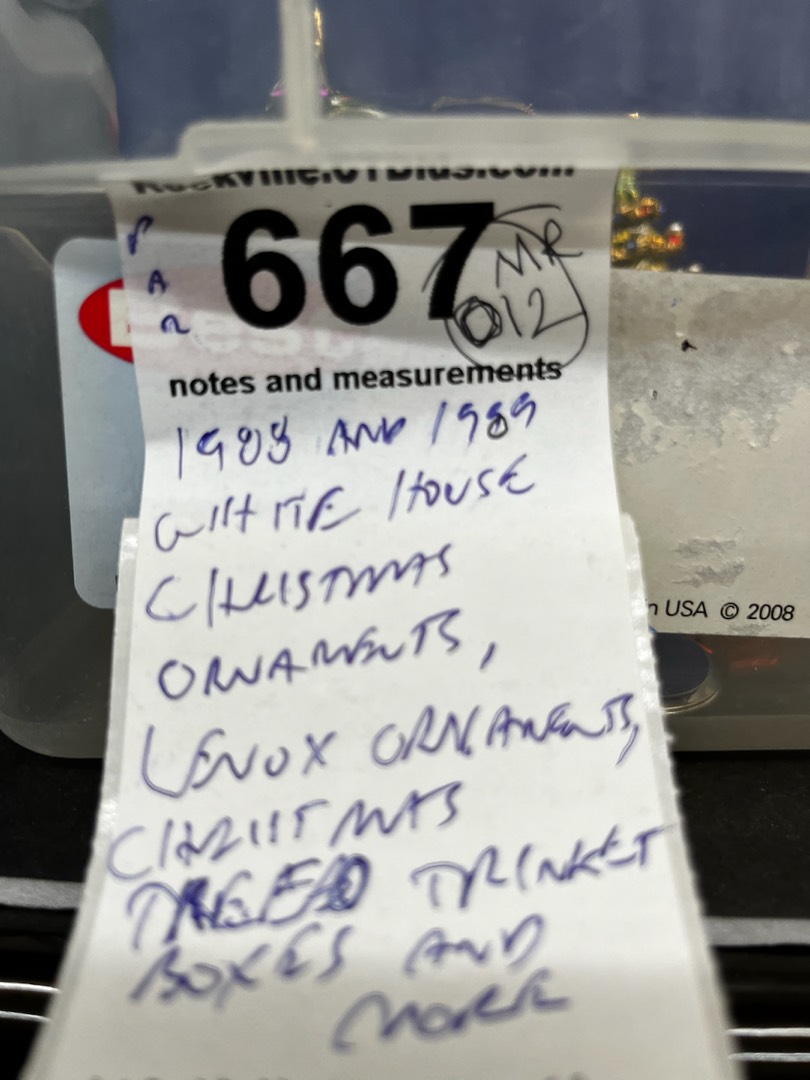 667
MR
012
notes and measurements
1988 AND 1989
WHITE HOUSE
CHRISTMAS
ORNAMENTS,
LENOX ORNAMENTS,
CHRISTMAS
TREE TRINKET
BOXES AND
MORE
n USA © 2008